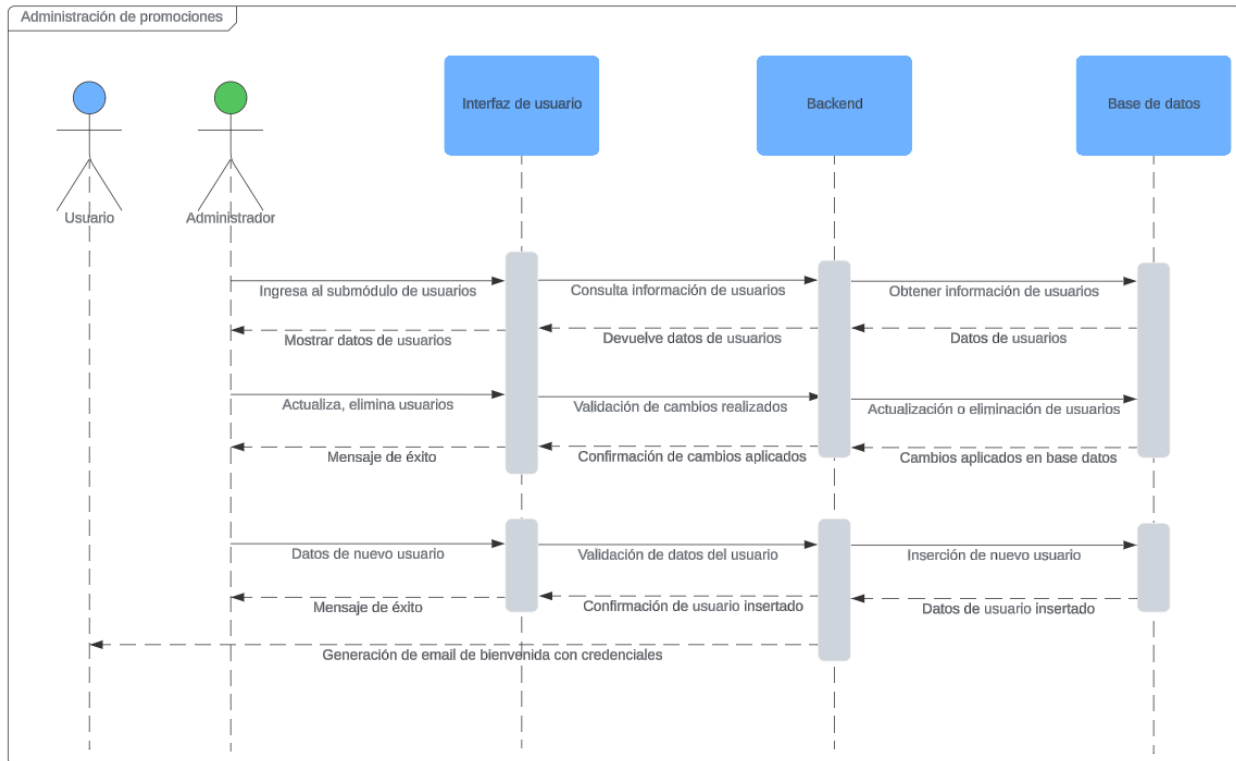 Administración de promociones
Interfaz de usuario
Backend
Base de datos
Usuario
Administrador
Ingresa al submódulo de usuarios
Consulta información de usuarios
Obtener información de usuarios
Mostrar datos de usuarios
Devuelve datos de usuarios
Datos de usuarios
Actualiza, elimina usuarios
Validación de cambios realizados
Actualización o eliminación de usuarios
Mensaje de éxito
Confirmación de cambios aplicados
Cambios aplicados en base datos
Datos de nuevo usuario
Validación de datos del usuario
Inserción de nuevo usuario
Mensaje de éxito
Confirmación de usuario insertado
Datos de usuario insertado
Generación de email de bienvenida con credenciales